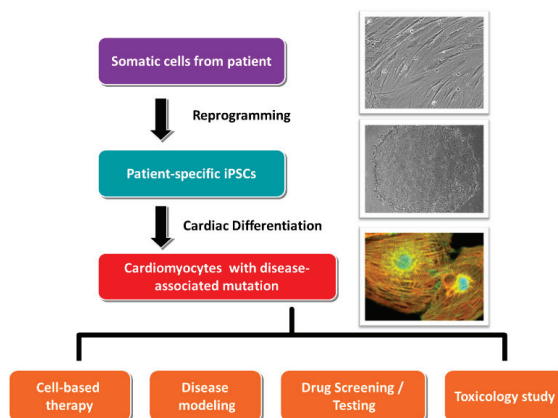 Somatic cells from patient
Reprogramming
Patient-specific iPSCs
Cardiac Differentiation
Cardiomyocytes with disease-
associated mutation
Cell-based
therapy
Disease
modeling
Drug Screening /
Testing
Toxicology study